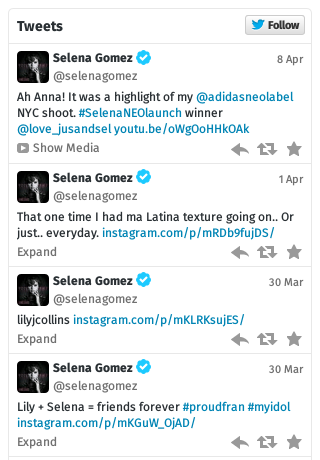 Tweets
Follow
Selena Gomez
8 Apr
@selenagomez
Ah Anna! It was a highlight of my @adidasneolabel
NYC shoot. #SelenaNEOlaunch winner
@love_jusandsel youtu.be/oWgOoHHkOAk
Show Media
Selena Gomez
1 Apr
@selenagomez
That one time I had ma Latina texture going on.. Or
just.. everyday. instagram.com/p/mRDb9fujDS/
Expand
Selena Gomez
30 Mar
@selenagomez
lilyjcollins instagram.com/p/mKLRKsujES/
Expand
Selena Gomez
30 Mar
@selenagomez
Lily + Selena = friends forever #proudfran #myidol
instagram.com/p/mKGuW_OjAD/
Expand